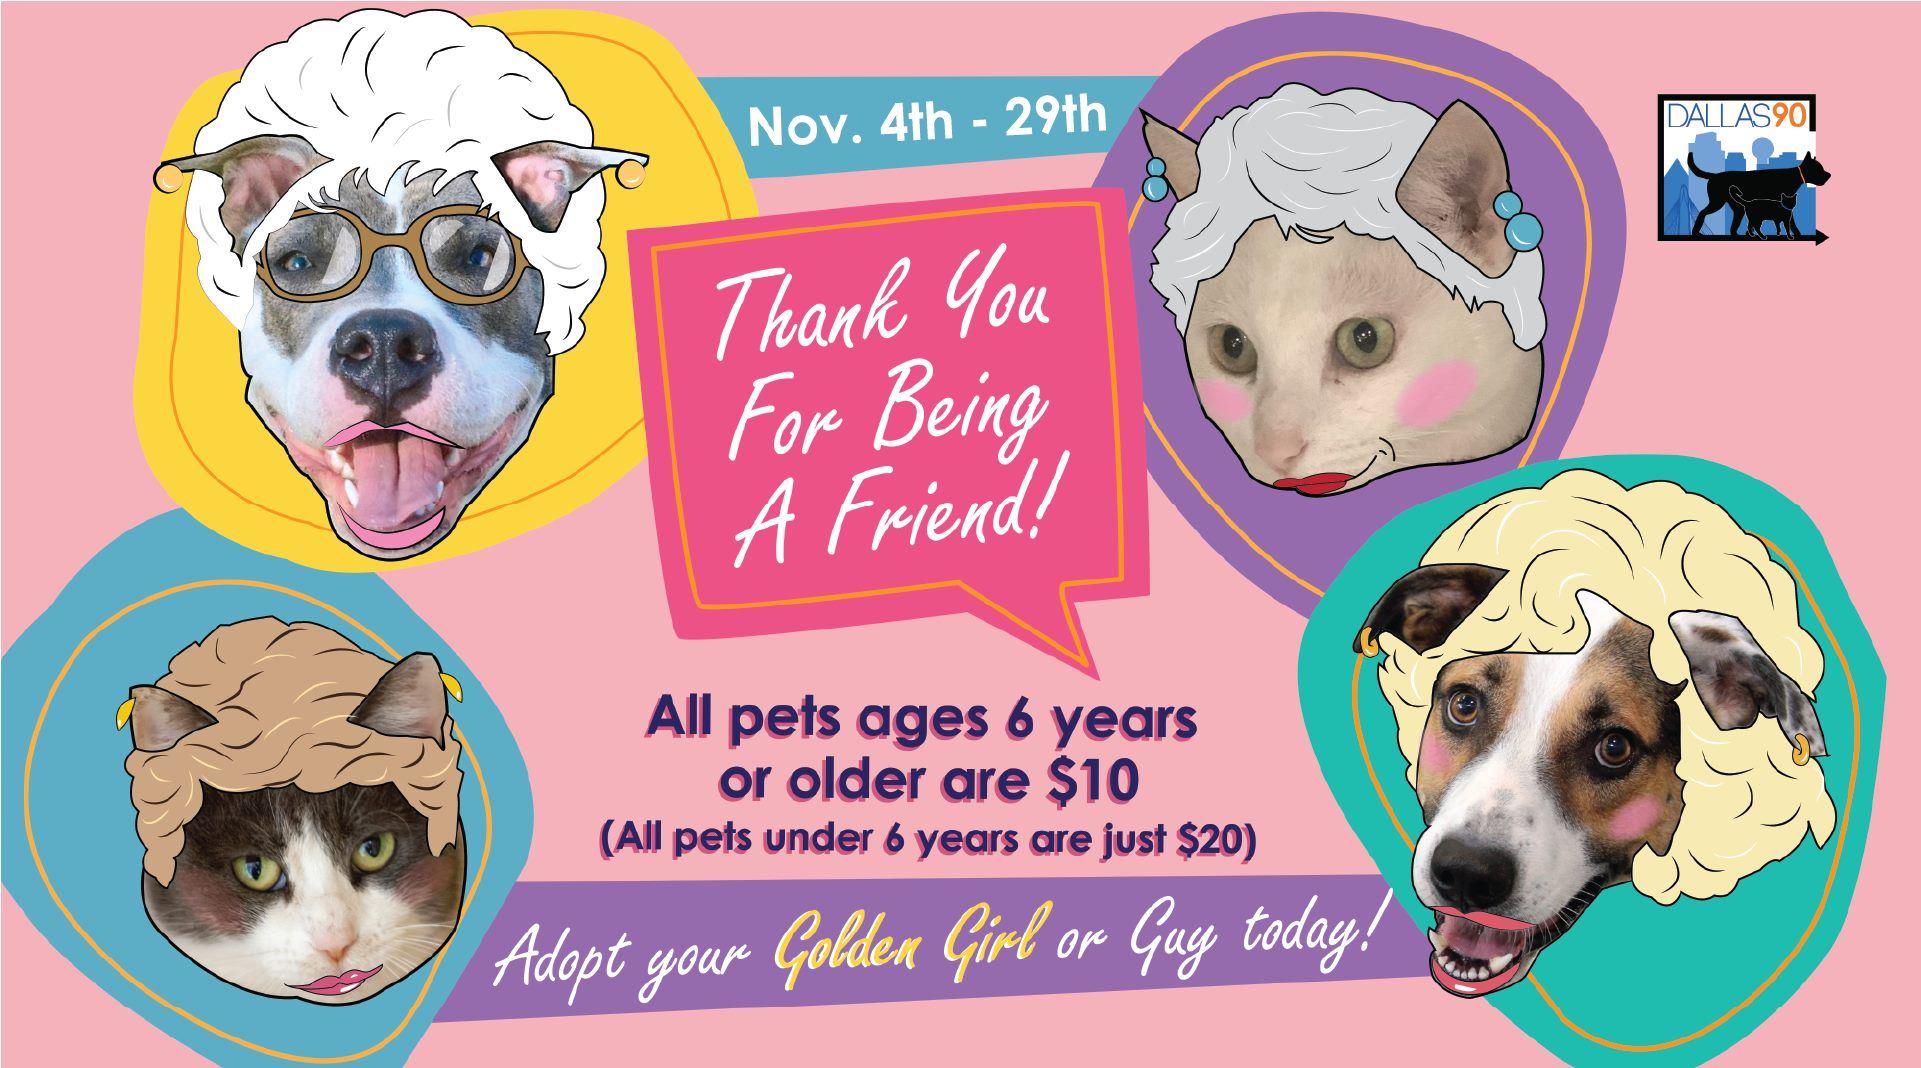 Nov. 4th - 29th
DALLAS90
Thank You
For Being
A Friend!
All pets ages 6 years
or older are $10
(All pets under 6 years are just $20)
Adopt your Golden Girl or Guy today!